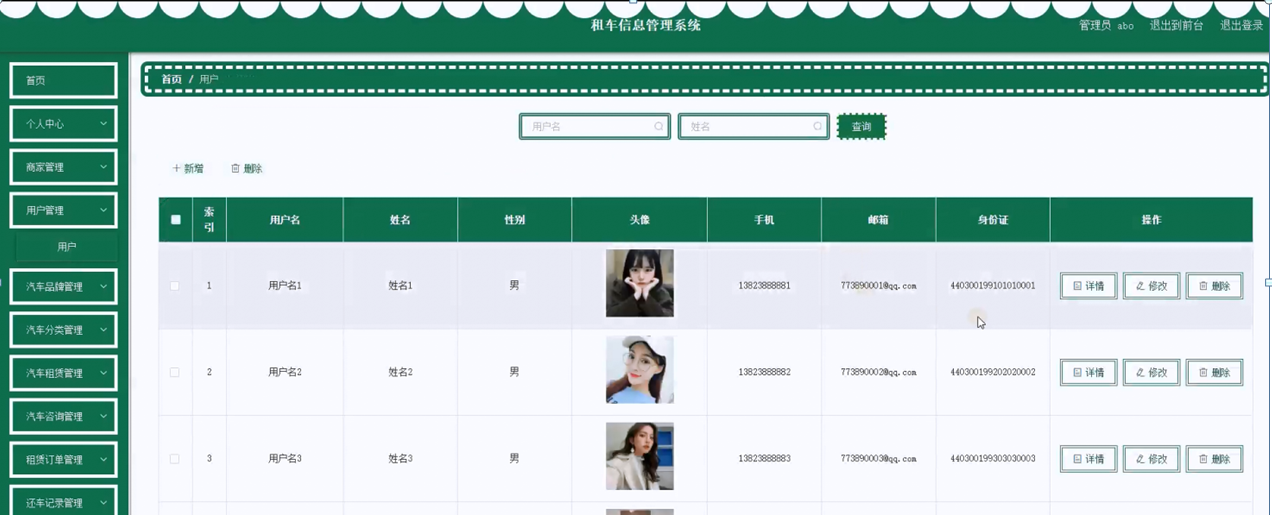 租车信息管理系统
管理员 abo 退出到前台 退出登录
首页
首页 / 用户
个人中心
用户名 姓名 查询
商家管理
新增 删除
用户管理
用户
汽车品牌管理
汽车分类管理
汽车租赁管理
汽车咨询管理
租赁订单管理
还车记录管理
索引 用户名 姓名 性别 头像 手机 邮箱 身份证 操作
1 用户名1 姓名1 男 13823888881 773890001@qq.com 440300199101010001 详情 修改 删除
2 用户名2 姓名2 男 13823888882 773890002@qq.com 440300199202020002 详情 修改 删除
3 用户名3 姓名3 男 13823888883 773890003@qq.com 440300199303030003 详情 修改 删除